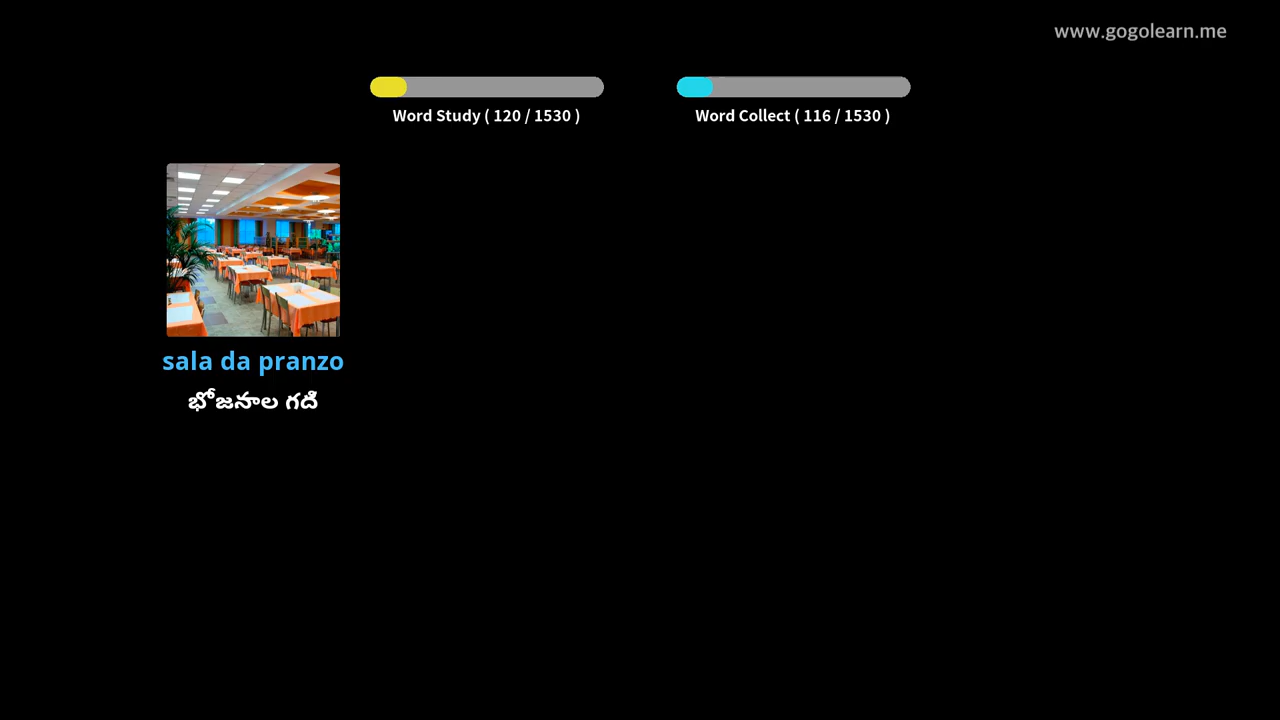 www.gogolearn.me
Word Study ( 120 / 1530 )
Word Collect ( 116 / 1530 )
sala da pranzo
భోజనాల గది